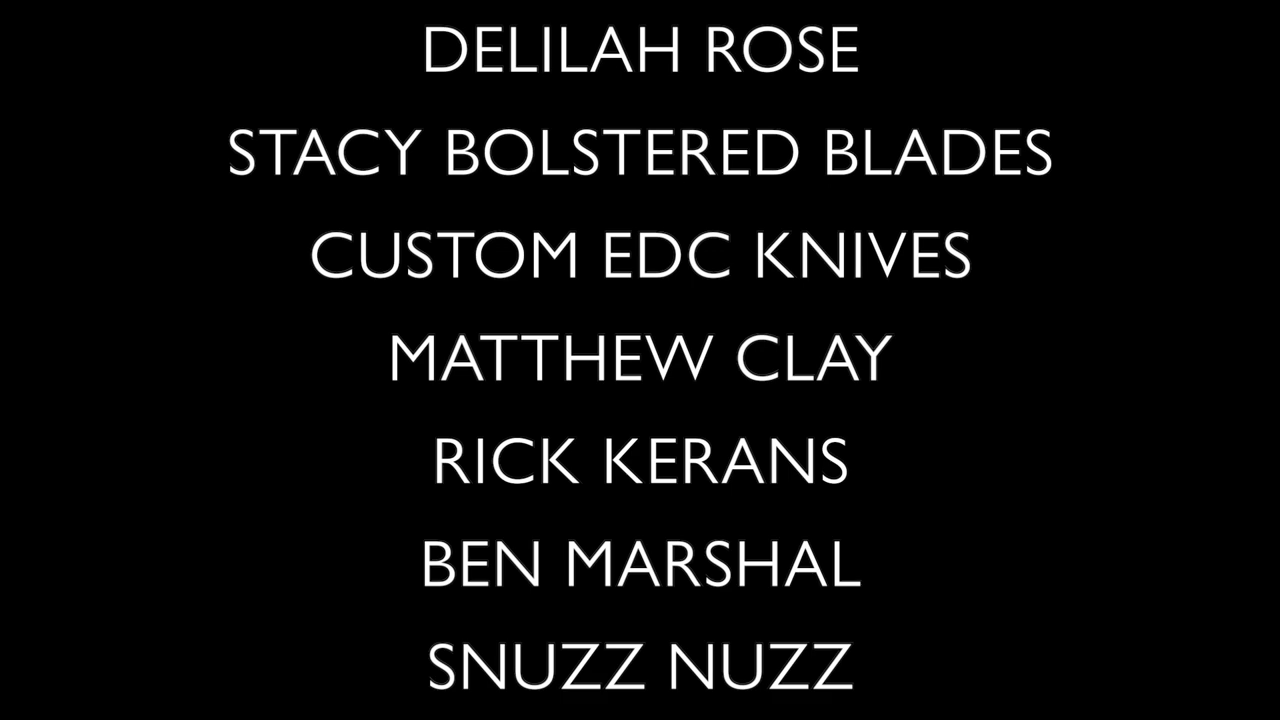 DELILAH ROSE
STACY BOLSTERED BLADES
CUSTOM EDC KNIVES
MATTHEW CLAY
RICK KERANS
BEN MARSHAL
SNUZZ NUZZ